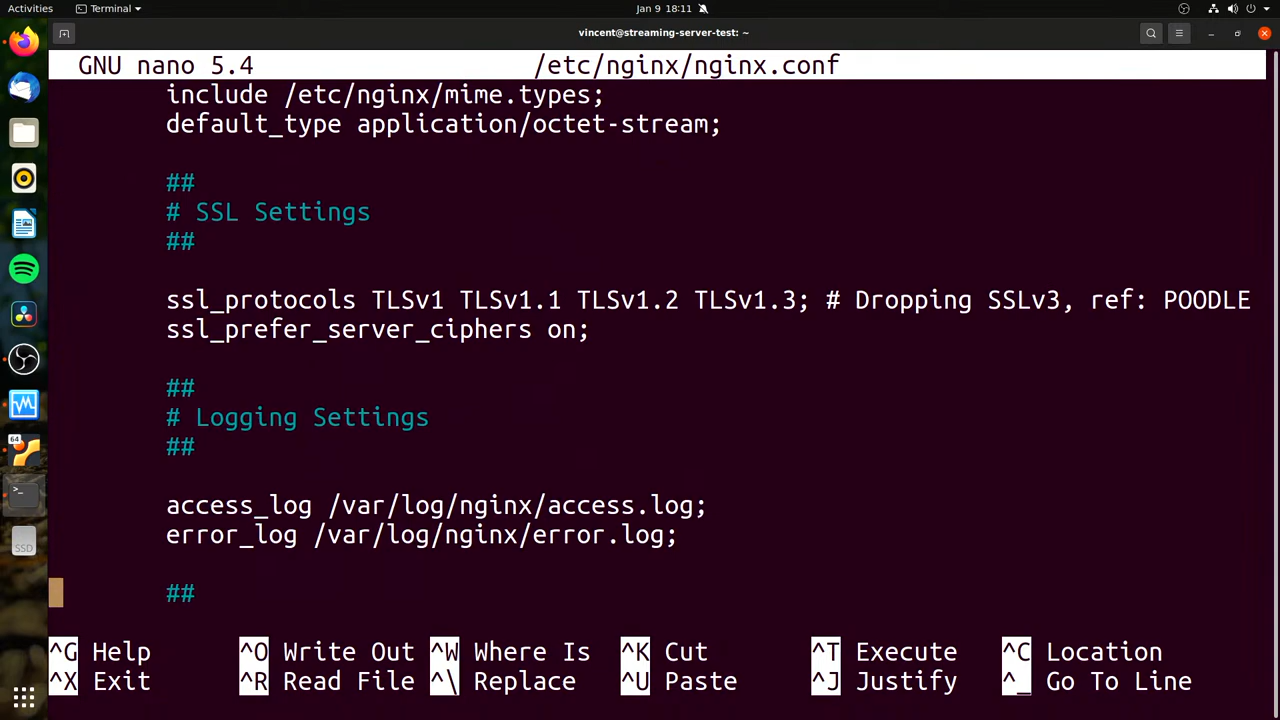 Activities
Terminal
Jan 9 18:11
vincent@streaming-server-test: ~
GNU nano 5.4 /etc/nginx/nginx.conf
include /etc/nginx/mime.types;
default_type application/octet-stream;
##
# SSL Settings
##
ssl_protocols TLSv1 TLSv1.1 TLSv1.2 TLSv1.3; # Dropping SSLv3, ref: POODLE
ssl_prefer_server_ciphers on;
##
# Logging Settings
##
access_log /var/log/nginx/access.log;
error_log /var/log/nginx/error.log;
##
64
>_
SSD
^G Help ^O Write Out ^W Where Is ^K Cut ^T Execute ^C Location
^X Exit ^R Read File ^\ Replace ^U Paste ^J Justify ^_ Go To Line